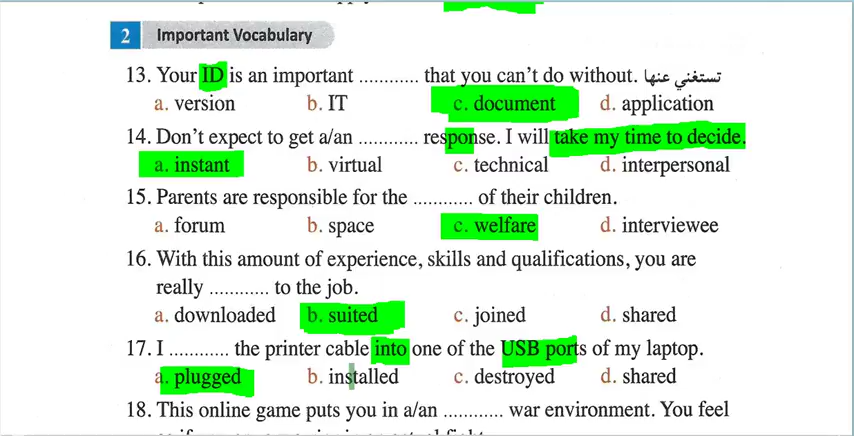 2 Important Vocabulary
13. Your ID is an important ............ that you can't do without. تستغني عنها
a. version b. IT c. document d. application
14. Don't expect to get a/an ............ response. I will take my time to decide.
a. instant b. virtual c. technical d. interpersonal
15. Parents are responsible for the ............ of their children.
a. forum b. space c. welfare d. interviewee
16. With this amount of experience, skills and qualifications, you are
really ............ to the job.
a. downloaded b. suited c. joined d. shared
17. I ............ the printer cable into one of the USB ports of my laptop.
a. plugged b. installed c. destroyed d. shared
18. This online game puts you in a/an ............ war environment. You feel